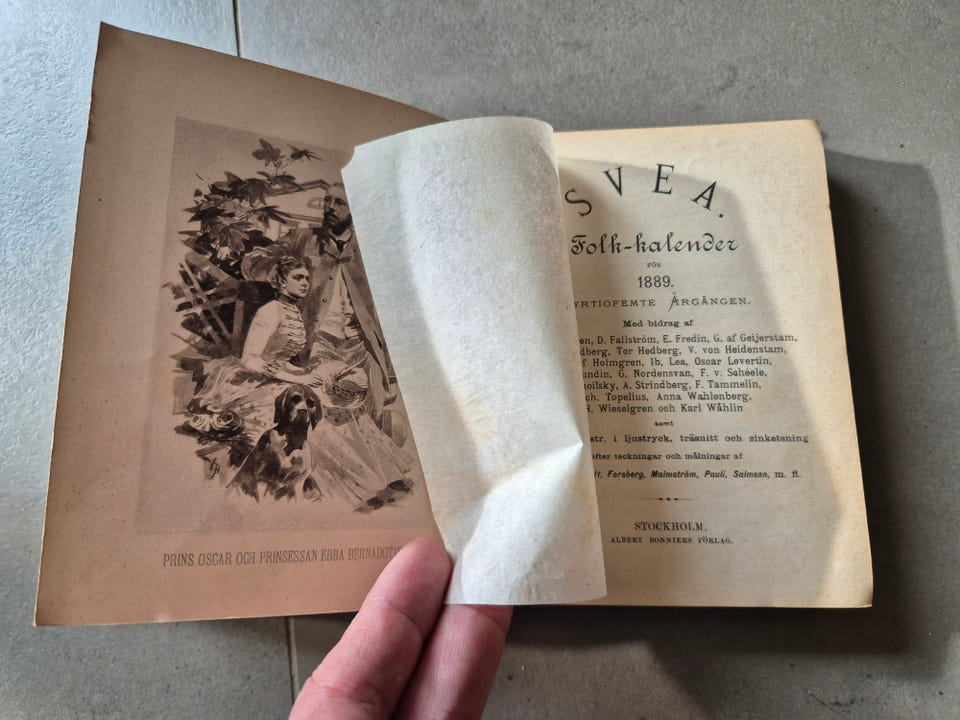 PRINS OSCAR OCH PRINSESSAN EBBA
SVEA.
Folk-kalender
FÖR
1889.
ÅRGÅNGEN.
Med bidrag af
D. Fallström, E. Fredin, G. af Geijerstam,
Tor Hedberg, V. von Heidenstam,
Holmgren, Ib, Lea, Oscar Levertin,
G. Nordensvan, F. v. Schéele,
A. Strindberg, F. Tammelin,
Topelius, Anna Wahlenberg,
H. Wieselgren och Karl Wåhlin
samt
i ljustryck, träsnitt och zinketsning
efter teckningar och målningar af
Forsberg, Malmström, Pauli, Salmson, m. fl.
STOCKHOLM,
ALBERT BONNIERS FÖRLAG.